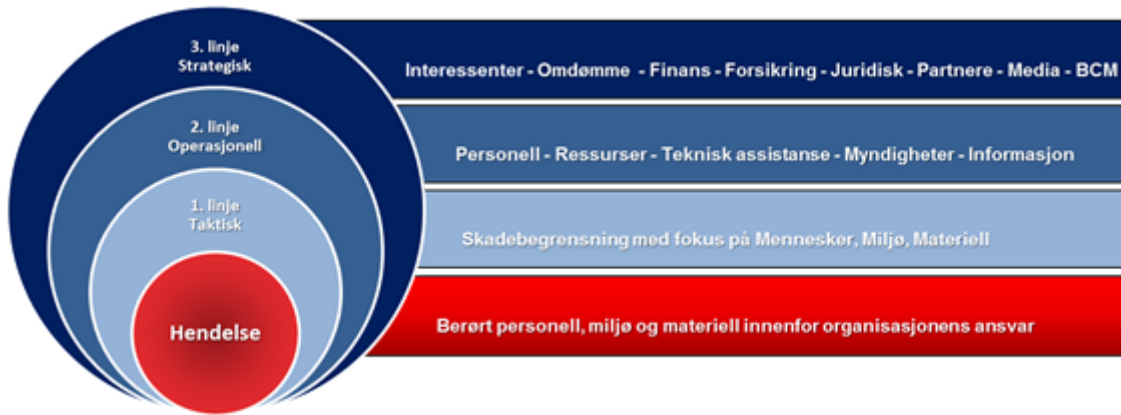 3. linje
Strategisk
Interessenter - Omdømme - Finans - Forsikring - Juridisk - Partnere - Media - BCM
2. linje
Operasjonell
Personell - Ressurser - Teknisk assistanse - Myndigheter - Informasjon
1. linje
Taktisk
Skadebegrensning med fokus på Mennesker, Miljø, Materiell
Hendelse
Berørt personell, miljø og materiell innenfor organisasjonens ansvar